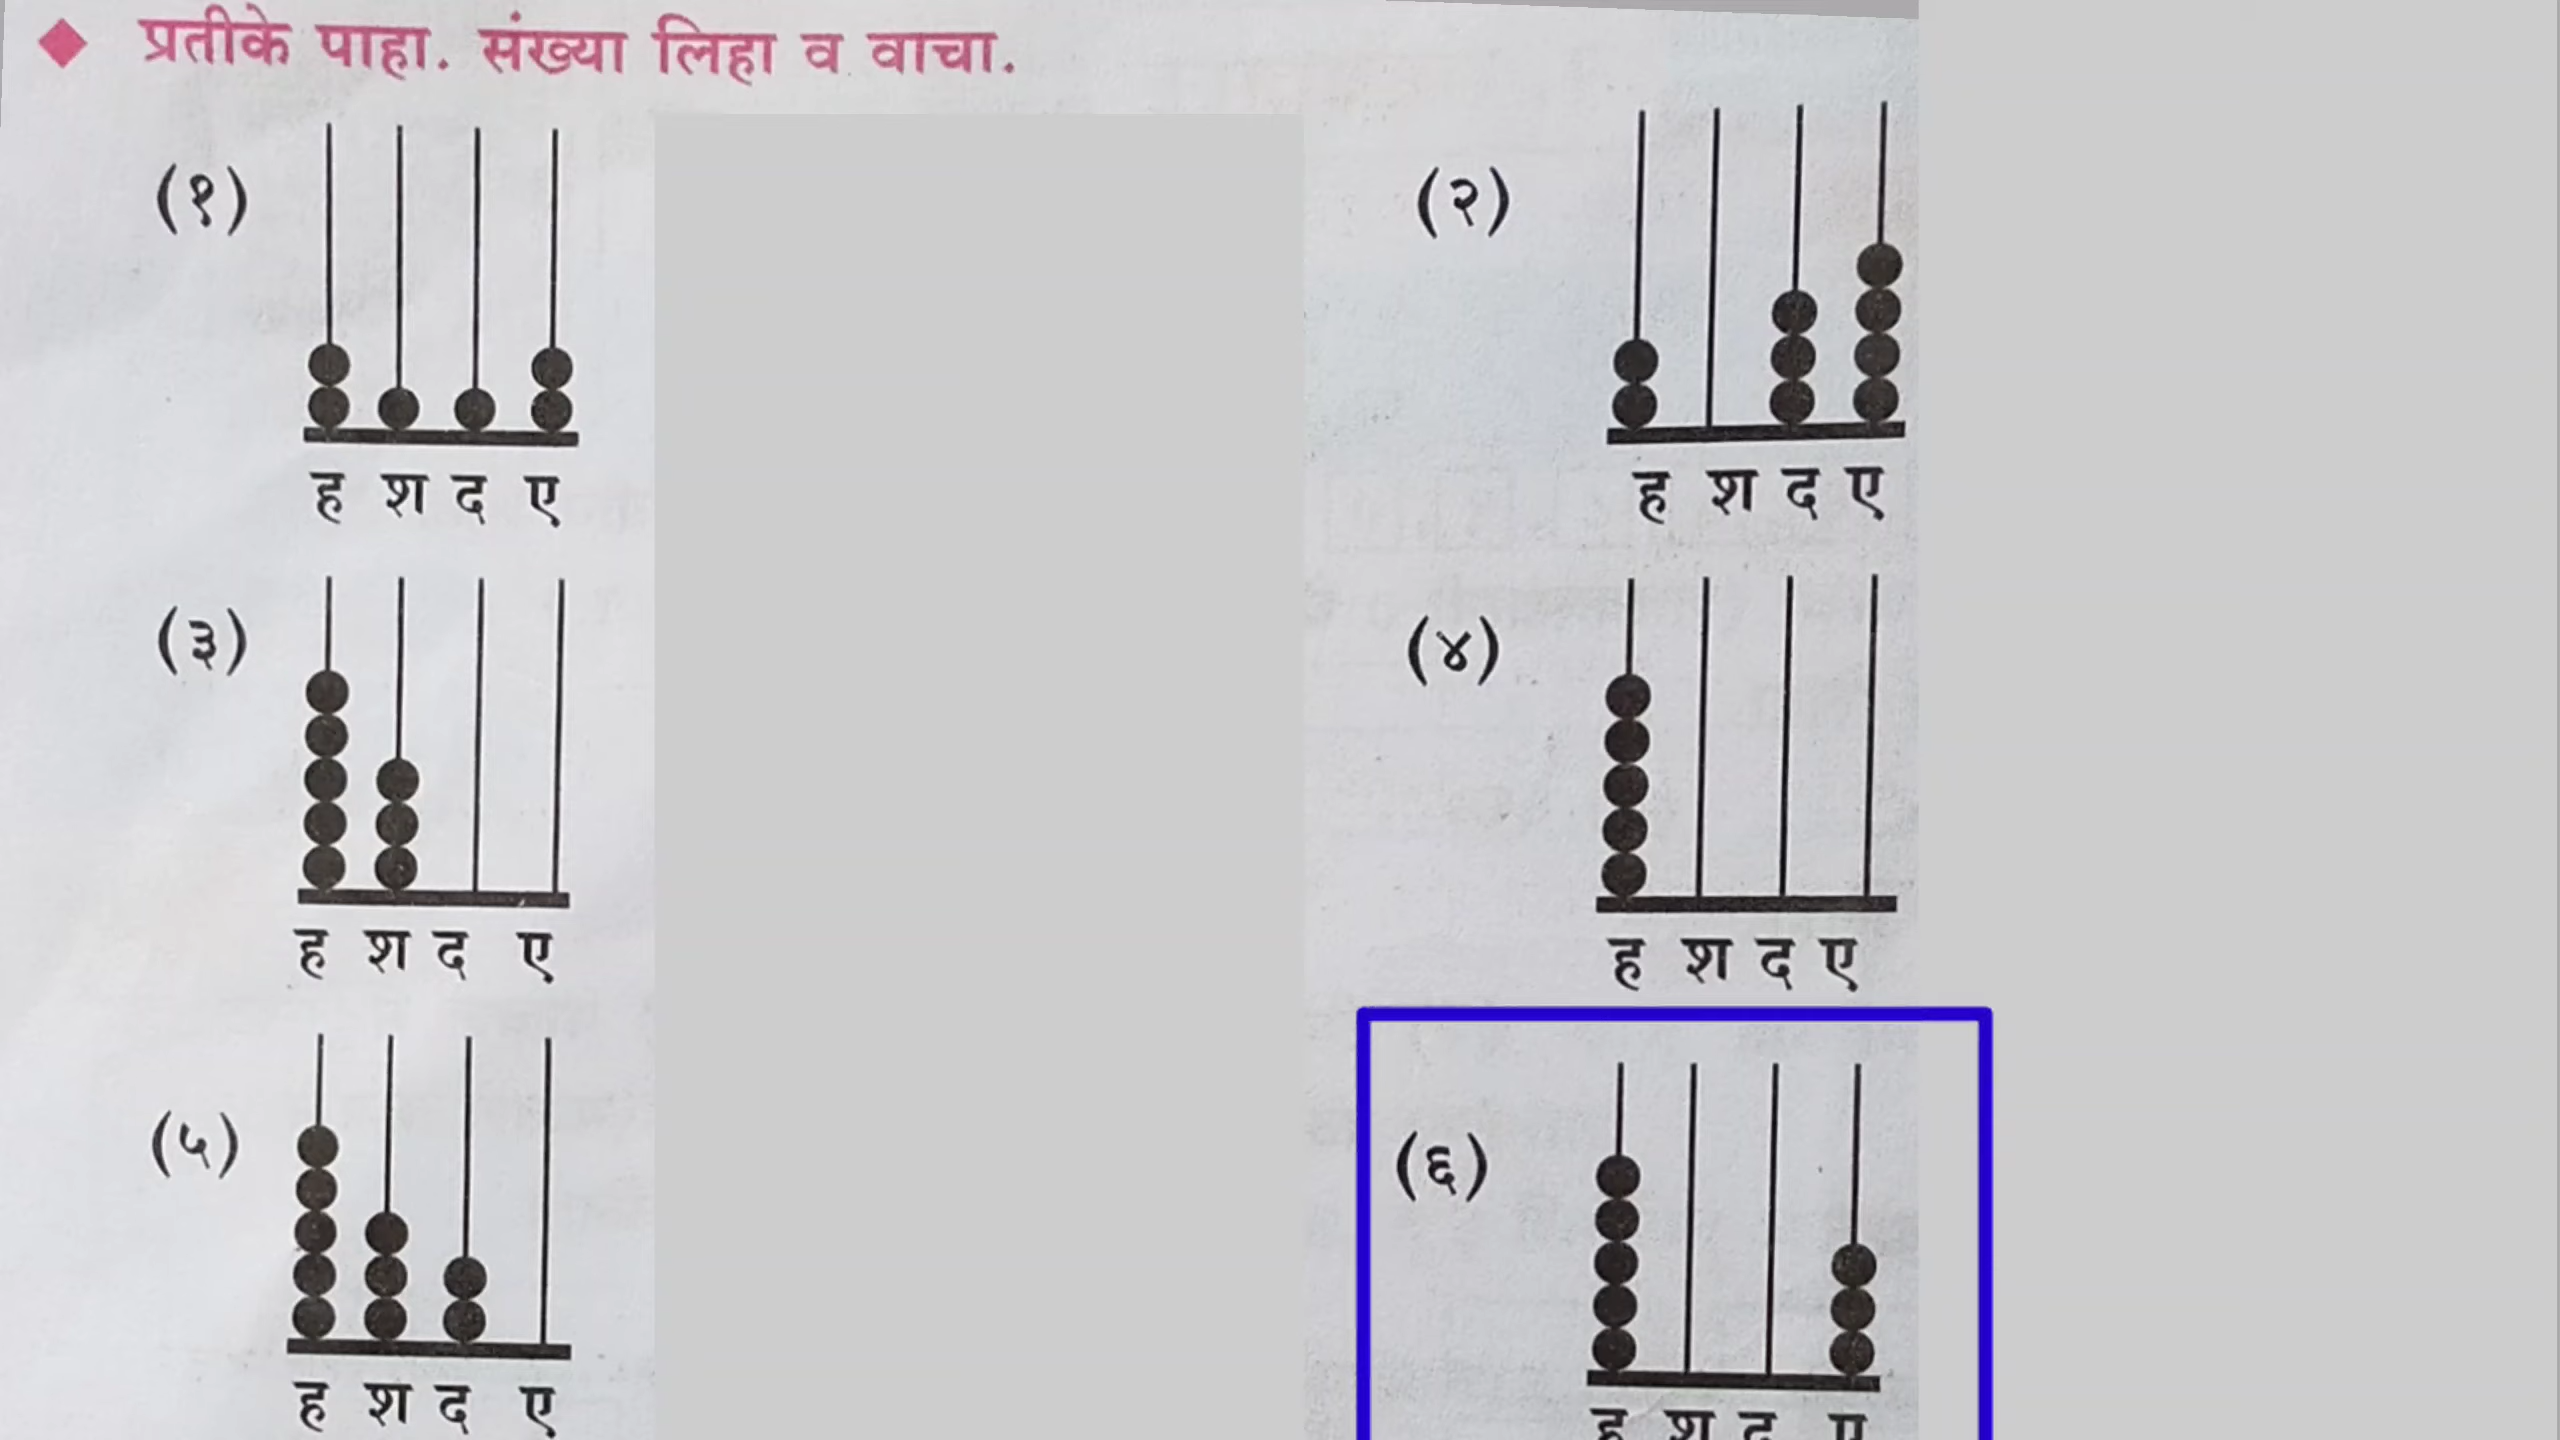 प्रतीके पाहा. संख्या लिहा व वाचा.
(१)
ह श द ए
(२)
ह श द ए
(३)
ह श द ए
(४)
ह श द ए
(५)
ह श द ए
(६)
ह श द ए